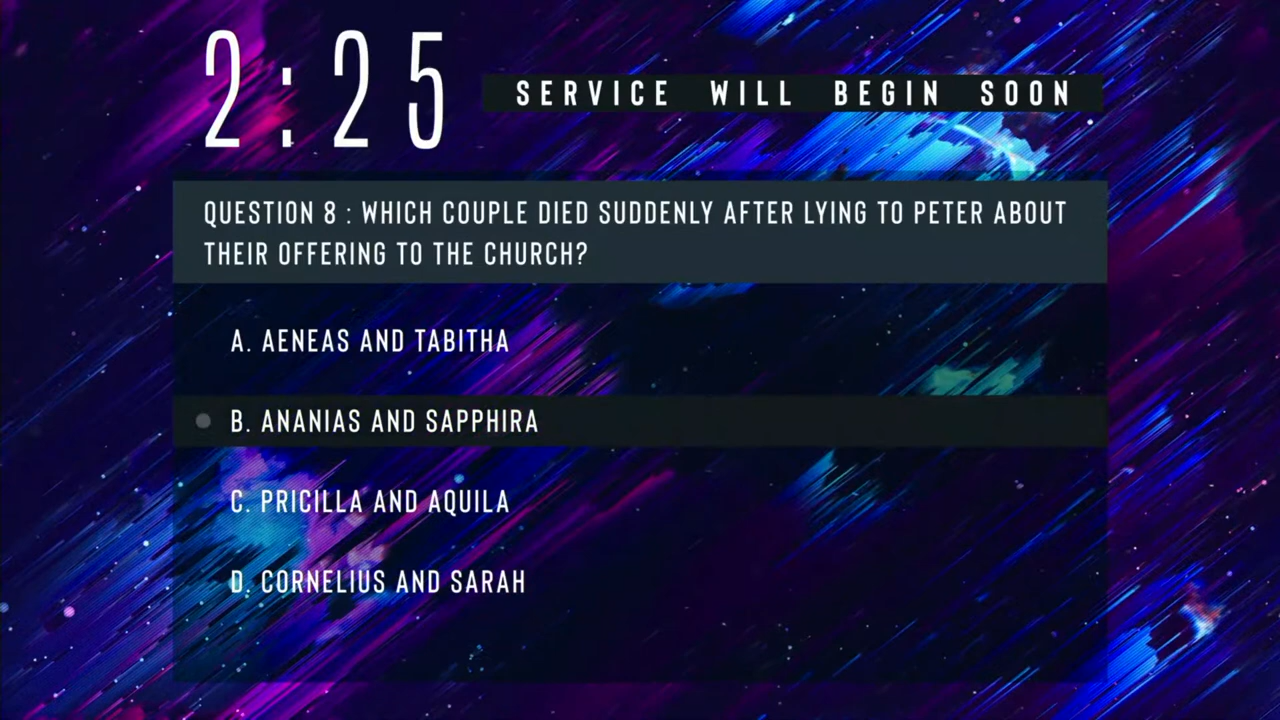 2:25
SERVICE WILL BEGIN SOON
QUESTION 8 : WHICH COUPLE DIED SUDDENLY AFTER LYING TO PETER ABOUT
THEIR OFFERING TO THE CHURCH?
A. AENEAS AND TABITHA
B. ANANIAS AND SAPPHIRA
C. PRICILLA AND AQUILA
D. CORNELIUS AND SARAH